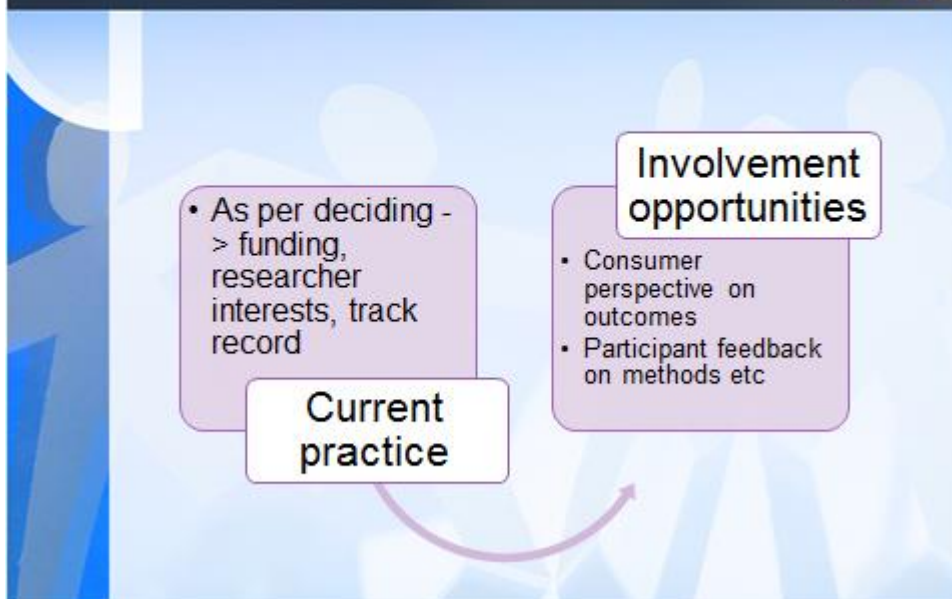 • As per deciding -
> funding,
researcher
interests, track
record
Current
practice
Involvement
opportunities
• Consumer
perspective on
outcomes
• Participant feedback
on methods etc